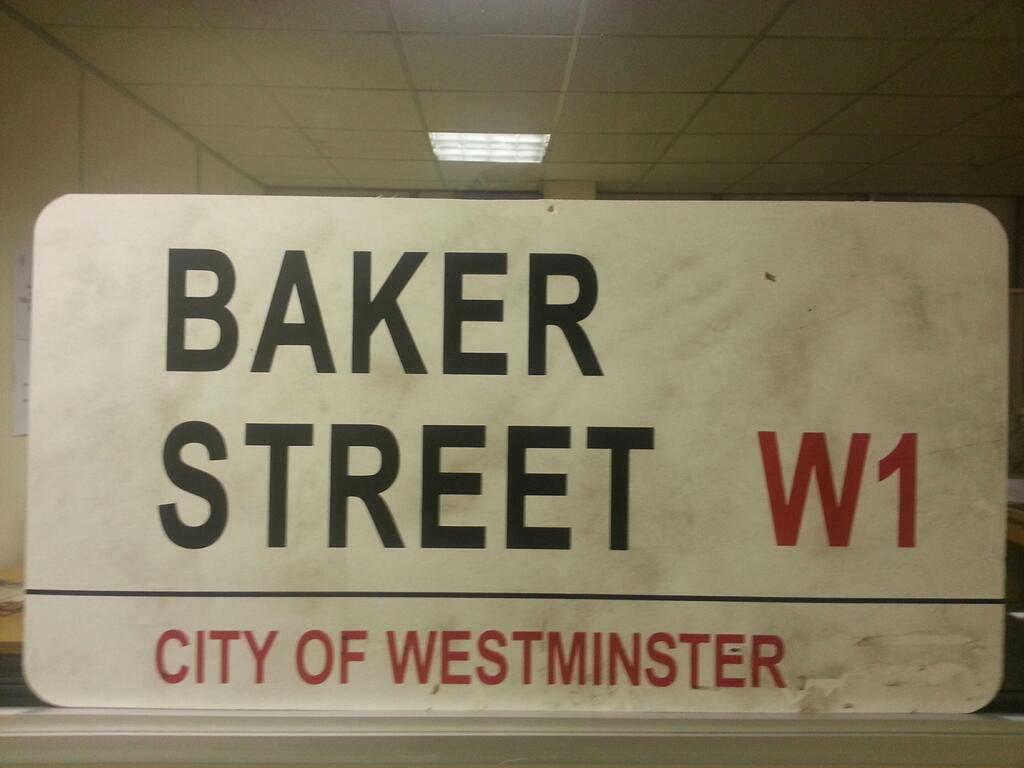 BAKER
STREET W1
CITY OF WESTMINSTER